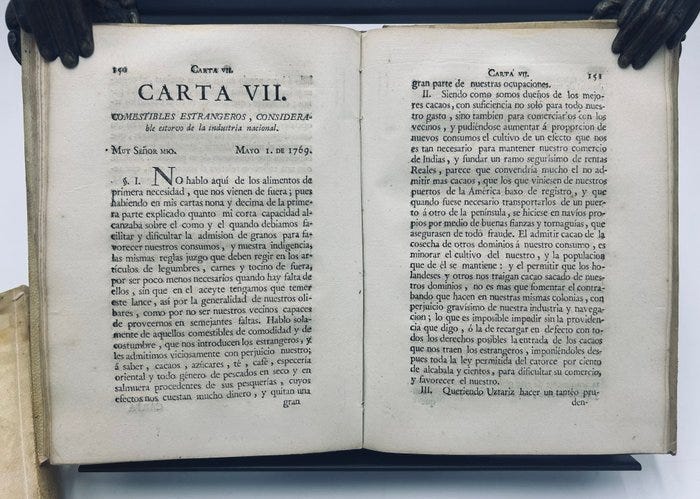 150 CARTA VII.
CARTA VII.
COMESTIBLES ESTRANGEROS, CONSIDERA-
ble estorvo de la industria nacional.
MUY SEÑOR MIO. MAYO 1. DE 1769.
§. I. NO hablo aquí de los alimentos de
primera necesidad, que nos vienen de fuera; pues
habiendo en mis cartas nona y decima de la prime-
ra parte explicado quanto mi corta capacidad al-
canzaba sobre el como y el quando debiamos fa-
cilitar y dificultar la admision de granos para fa-
vorecer nuestros consumos, y nuestra indigencia,
las mismas reglas juzgo que deben regir en los ar-
tículos de legumbres, carnes y tocino de fuera,
por ser poco menos necesarios quando hay falta de
ellos, sin que en el aceyte tengamos que temer
este lance, asi por la generalidad de nuestros oli-
bares, como por no ser nuestros vecinos capaces
de proveernos en semejantes faltas. Hablo sola-
mente de aquellos comestibles de comodidad y de
costumbre, que nos introducen los estrangeros, y
les admitimos viciosamente con perjuicio nuestro;
á saber, cacaos, azicares, té, café, especería
oriental y todo género de pescados en seco y en
salmuera procedentes de sus pesquerías, cuyos
efectos nos cuestan mucho dinero, y quitan una
gran
CARTA VII. 151
gran parte de nuestras ocupaciones.
II. Siendo como somos dueños de los mejo-
res cacaos, con suficiencia no solo para todo nues-
tro gasto, sino tambien para comerciarlos con los
vecinos, y pudiéndose aumentar á proporcion de
nuevos consumos el cultivo de un efecto que nos
es tan necesario para mantener nuestro comercio
de Indias, y fundar un ramo segurísimo de rentas
Reales, parece que convendría mucho el no ad-
mitir mas cacaos, que los que viniesen de nuestros
puertos de la América baxo de registro, y que
quando fuese necesario transportarlos de un puer-
to á otro de la península, se hiciese en navíos pro-
pios por medio de buenas fianzas y tornaguías, que
asegurasen de todo fraude. El admitir cacao de la
cosecha de otros dominios á nuestro consumo, es
minorar el cultivo del nuestro, y la populacion
que de él se mantiene: y el permitir que los ho-
landeses y otros nos traigan cacao sacado de nues-
tros dominios, no es mas que fomentar el contra-
bando que hacen en nuestras mismas colonias, con
perjuicio gravísimo de nuestra industria y navega-
cion; lo que es imposible impedir sin la providen-
cia que digo, ó la de recargar en defecto con to-
dos los derechos posibles la entrada de los cacaos
que nos traen los estrangeros, imponiéndoles des-
pues toda la ley permitida del catorce por ciento
de alcabala y cientos, para dificultar su comercio,
y favorecer el nuestro.
III. Queriendo Uztariz hacer un tantéo pru-
den-